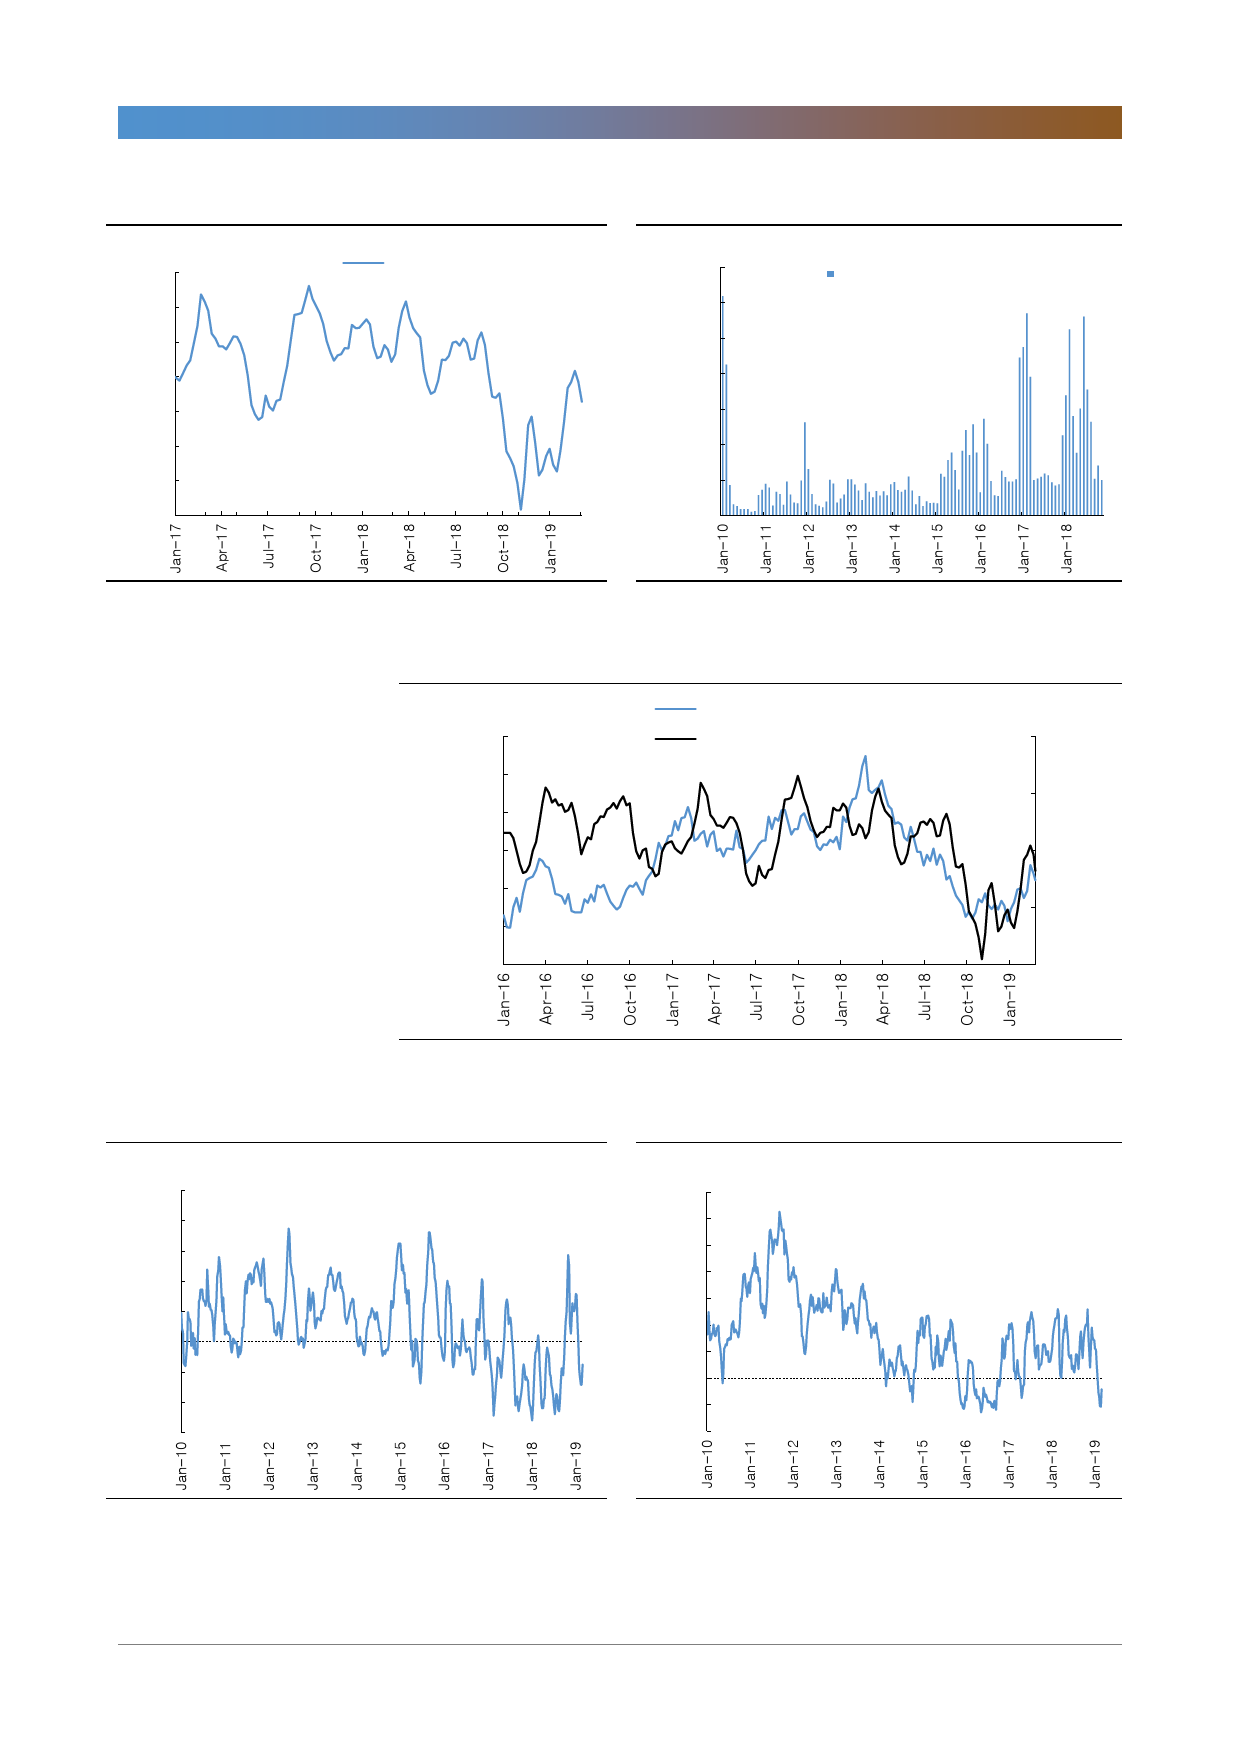 Jan-17 Apr-17 Jul-17 Oct-17 Jan-18 Apr-18 Jul-18 Oct-18 Jan-19
Jan-10 Jan-11 Jan-12 Jan-13 Jan-14 Jan-15 Jan-16 Jan-17 Jan-18
Jan-16 Apr-16 Jul-16 Oct-16 Jan-17 Apr-17 Jul-17 Oct-17 Jan-18 Apr-18 Jul-18 Oct-18 Jan-19
Jan-10 Jan-11 Jan-12 Jan-13 Jan-14 Jan-15 Jan-16 Jan-17 Jan-18 Jan-19
Jan-10 Jan-11 Jan-12 Jan-13 Jan-14 Jan-15 Jan-16 Jan-17 Jan-18 Jan-19